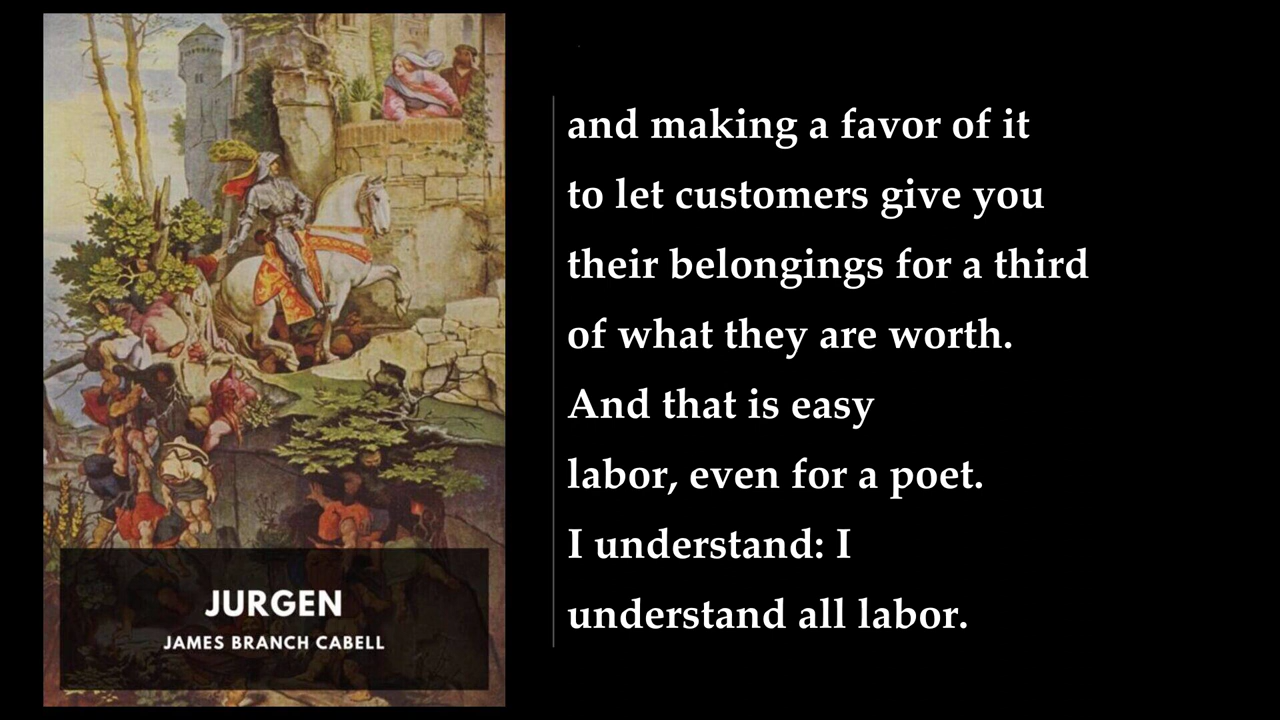 and making a favor of it
to let customers give you
their belongings for a third
of what they are worth.
And that is easy
labor, even for a poet.
I understand: I
understand all labor.
JURGEN
JAMES BRANCH CABELL